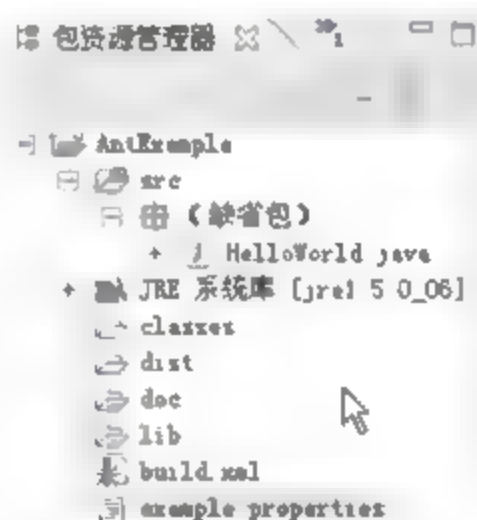 包资源管理器
AntExample
src
（缺省包）
HelloWorld java
JRE 系统库 [jre1 5 0_06]
classes
dist
doc
lib
build.xml
example properties